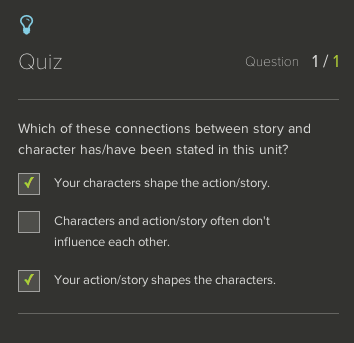 Quiz
Question 1 / 1
Which of these connections between story and
character has/have been stated in this unit?
Your characters shape the action/story.
Characters and action/story often don't
influence each other.
Your action/story shapes the characters.